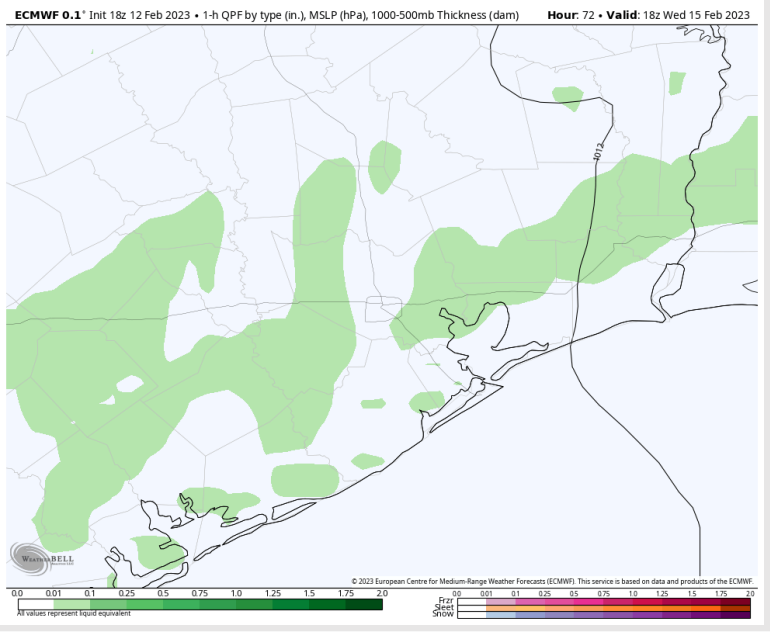 ECMWF 0.1° Init 18z 12 Feb 2023 • 1-h QPF by type (in.), MSLP (hPa), 1000-500mb Thickness (dam) Hour: 72 • Valid: 18z Wed 15 Feb 2023
1012
WEATHERBELL
© 2023 European Centre for Medium-Range Weather Forecasts (ECMWF). This service is based on data and products of the ECMWF.
0.0 0.01 0.1 0.25 0.5 0.75 1.0 1.25 1.5 1.75 2.0
All values represent liquid equivalent
0.0 0.01 0.1 0.25 0.5 0.75 1.0 1.25 1.5 1.75 2.0
Frzr
Sleet
Snow